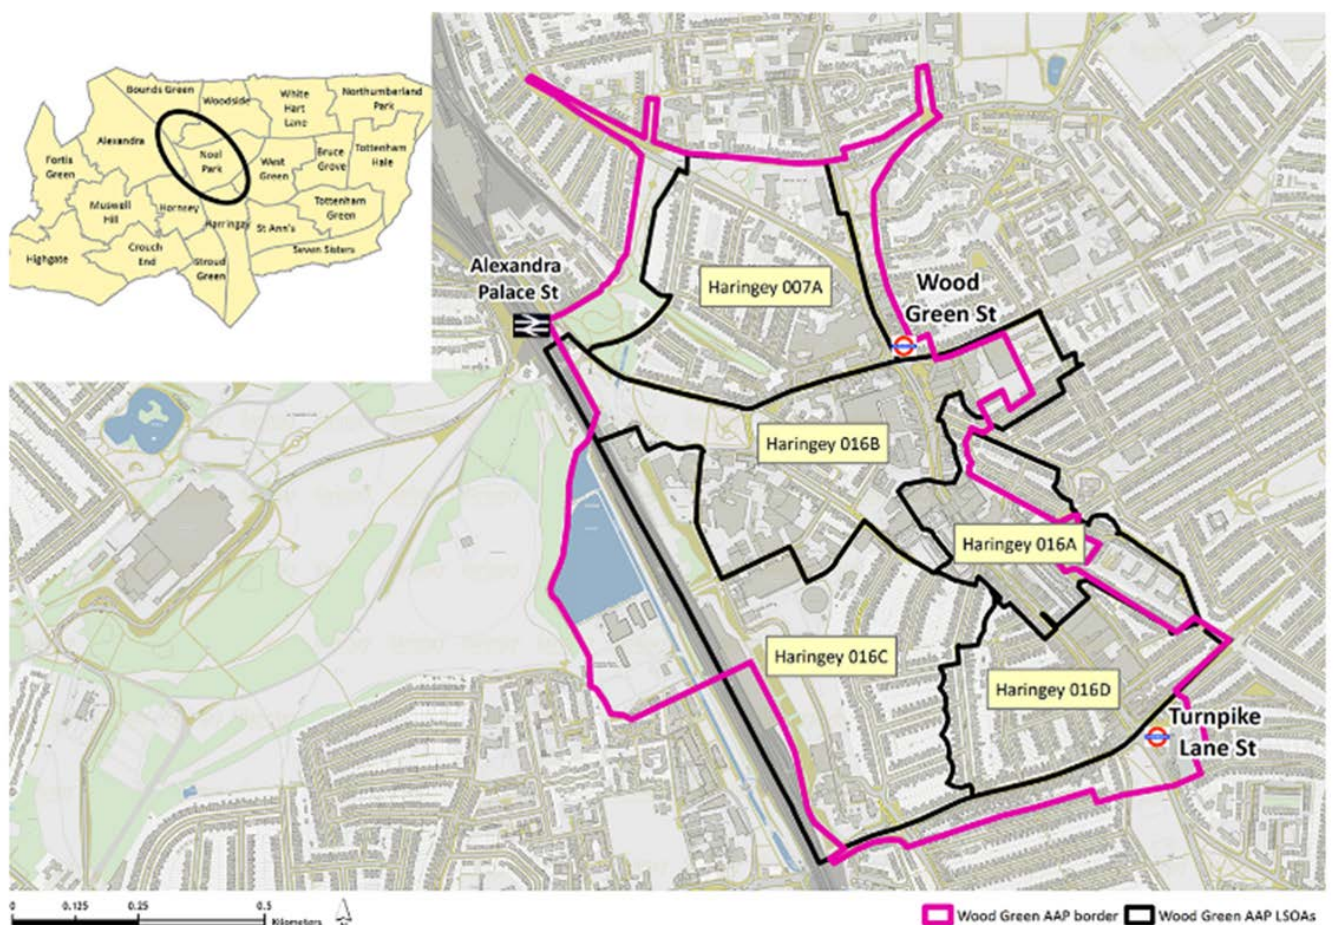 Bounds Green
Woodside
White
Hart
Lane
Northumberland
Park
Alexandra
Fortis
Green
Noel
Park
West
Green
Bruce
Grove
Tottenham
Hale
Muswell
Hill
Hornsey
Harringay
St Ann's
Tottenham
Green
Highgate
Crouch
End
Stroud
Green
Seven Sisters
Alexandra
Palace St
Haringey 007A
Wood
Green St
Haringey 016B
Haringey 016A
Haringey 016C
Haringey 016D
Turnpike
Lane St
0 0.125 0.25 0.5
Kilometers
Wood Green AAP border Wood Green AAP LSOAs